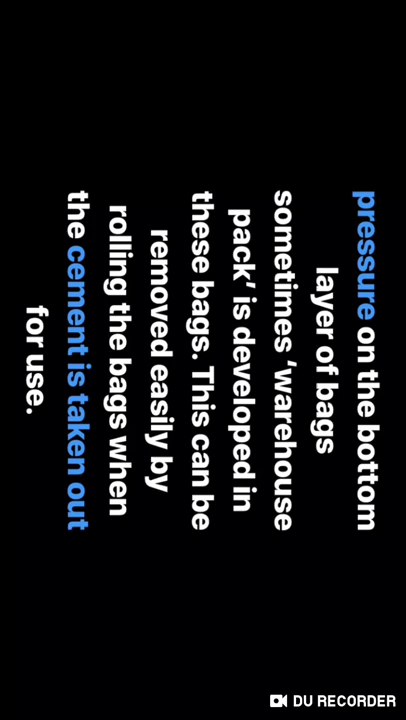 pressure on the bottom
layer of bags
sometimes ‘warehouse
pack’ is developed in
these bags. This can be
removed easily by
rolling the bags when
the cement is taken out
for use.
DU RECORDER